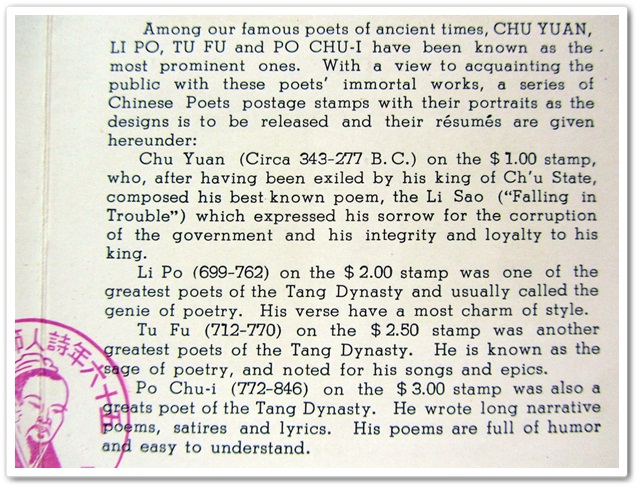 Among our famous poets of ancient times, CHU YUAN,
LI PO, TU FU and PO CHU-I have been known as the
most prominent ones. With a view to acquainting the
public with these poets' immortal works, a series of
Chinese Poets postage stamps with their portraits as the
designs is to be released and their résumés are given
hereunder:
Chu Yuan (Circa 343-277 B.C.) on the $1.00 stamp,
who, after having been exiled by his king of Ch'u State,
composed his best known poem, the Li Sao ("Falling in
Trouble") which expressed his sorrow for the corruption
of the government and his integrity and loyalty to his
king.
Li Po (699-762) on the $2.00 stamp was one of the
greatest poets of the Tang Dynasty and usually called the
genie of poetry. His verse have a most charm of style.
Tu Fu (712-770) on the $2.50 stamp was another
greatest poets of the Tang Dynasty. He is known as the
sage of poetry, and noted for his songs and epics.
Po Chu-i (772-846) on the $3.00 stamp was also a
greats poet of the Tang Dynasty. He wrote long narrative
poems, satires and lyrics. His poems are full of humor
and easy to understand.
五十六年詩人節